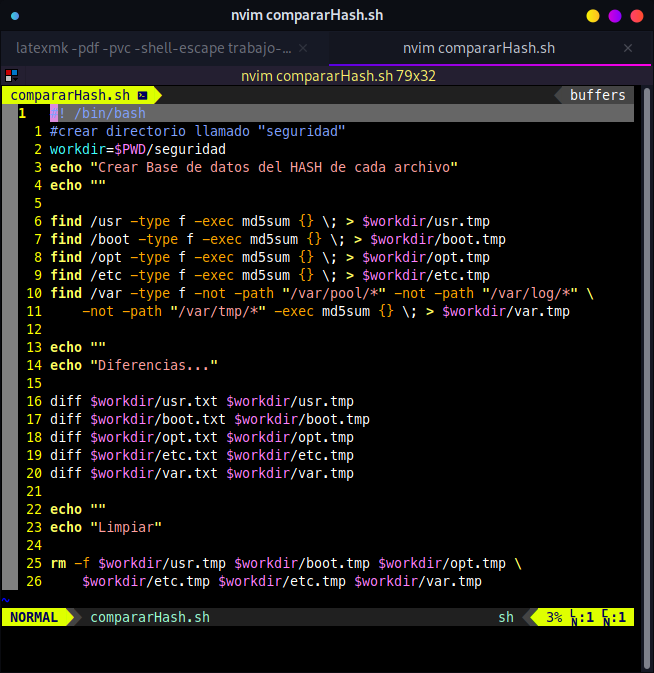 nvim compararHash.sh
latexmk -pdf -pvc -shell-escape trabajo-... ×
nvim compararHash.sh ×
nvim compararHash.sh 79x32
compararHash.sh buffers
1 #! /bin/bash
1 #crear directorio llamado "seguridad"
2 workdir=$PWD/seguridad
3 echo "Crear Base de datos del HASH de cada archivo"
4 echo ""
5
6 find /usr -type f -exec md5sum {} \; > $workdir/usr.tmp
7 find /boot -type f -exec md5sum {} \; > $workdir/boot.tmp
8 find /opt -type f -exec md5sum {} \; > $workdir/opt.tmp
9 find /etc -type f -exec md5sum {} \; > $workdir/etc.tmp
10 find /var -type f -not -path "/var/pool/*" -not -path "/var/log/*" \
11 -not -path "/var/tmp/*" -exec md5sum {} \; > $workdir/var.tmp
12
13 echo ""
14 echo "Diferencias..."
15
16 diff $workdir/usr.txt $workdir/usr.tmp
17 diff $workdir/boot.txt $workdir/boot.tmp
18 diff $workdir/opt.txt $workdir/opt.tmp
19 diff $workdir/etc.txt $workdir/etc.tmp
20 diff $workdir/var.txt $workdir/var.tmp
21
22 echo ""
23 echo "Limpiar"
24
25 rm -f $workdir/usr.tmp $workdir/boot.tmp $workdir/opt.tmp \
26 $workdir/etc.tmp $workdir/etc.tmp $workdir/var.tmp
~
NORMAL compararHash.sh sh 3% LN:1 CN:1